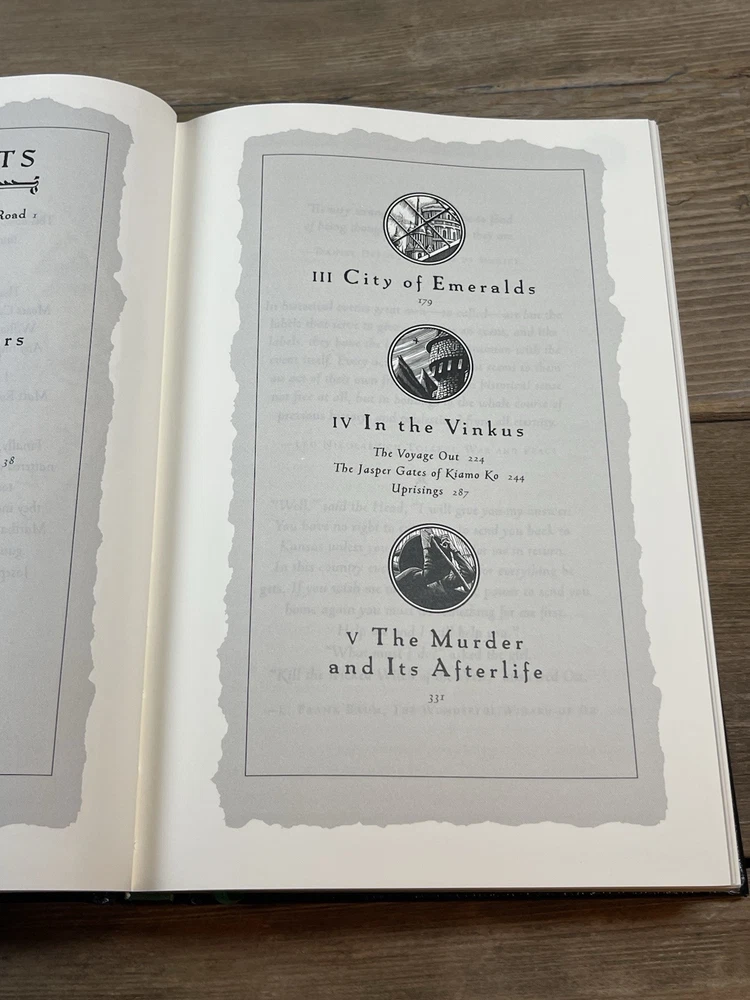 TS
Road 1
rs
38
III City of Emeralds
179
IV In the Vinkus
The Voyage Out 224
The Jasper Gates of Kiamo Ko 244
Uprisings 287
V The Murder
and Its Afterlife
331